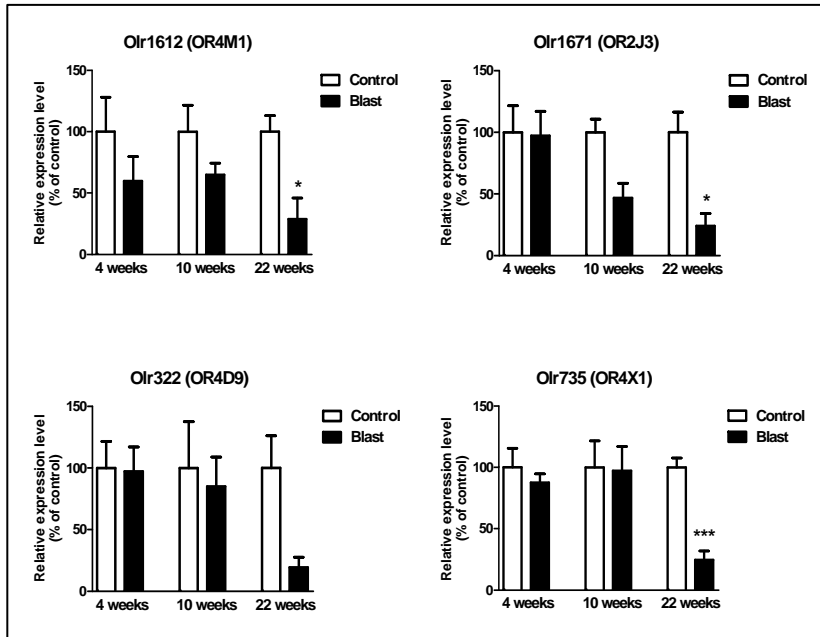 Olr1612 (OR4M1)
Relative expression level
(% of control)
150
100
50
0
4 weeks 10 weeks 22 weeks
*
Control
Blast
Olr1671 (OR2J3)
Relative expression level
(% of control)
150
100
50
0
4 weeks 10 weeks 22 weeks
*
Control
Blast
Olr322 (OR4D9)
Relative expression level
(% of control)
150
100
50
0
4 weeks 10 weeks 22 weeks
Control
Blast
Olr735 (OR4X1)
Relative expression level
(% of control)
150
100
50
0
4 weeks 10 weeks 22 weeks
***
Control
Blast